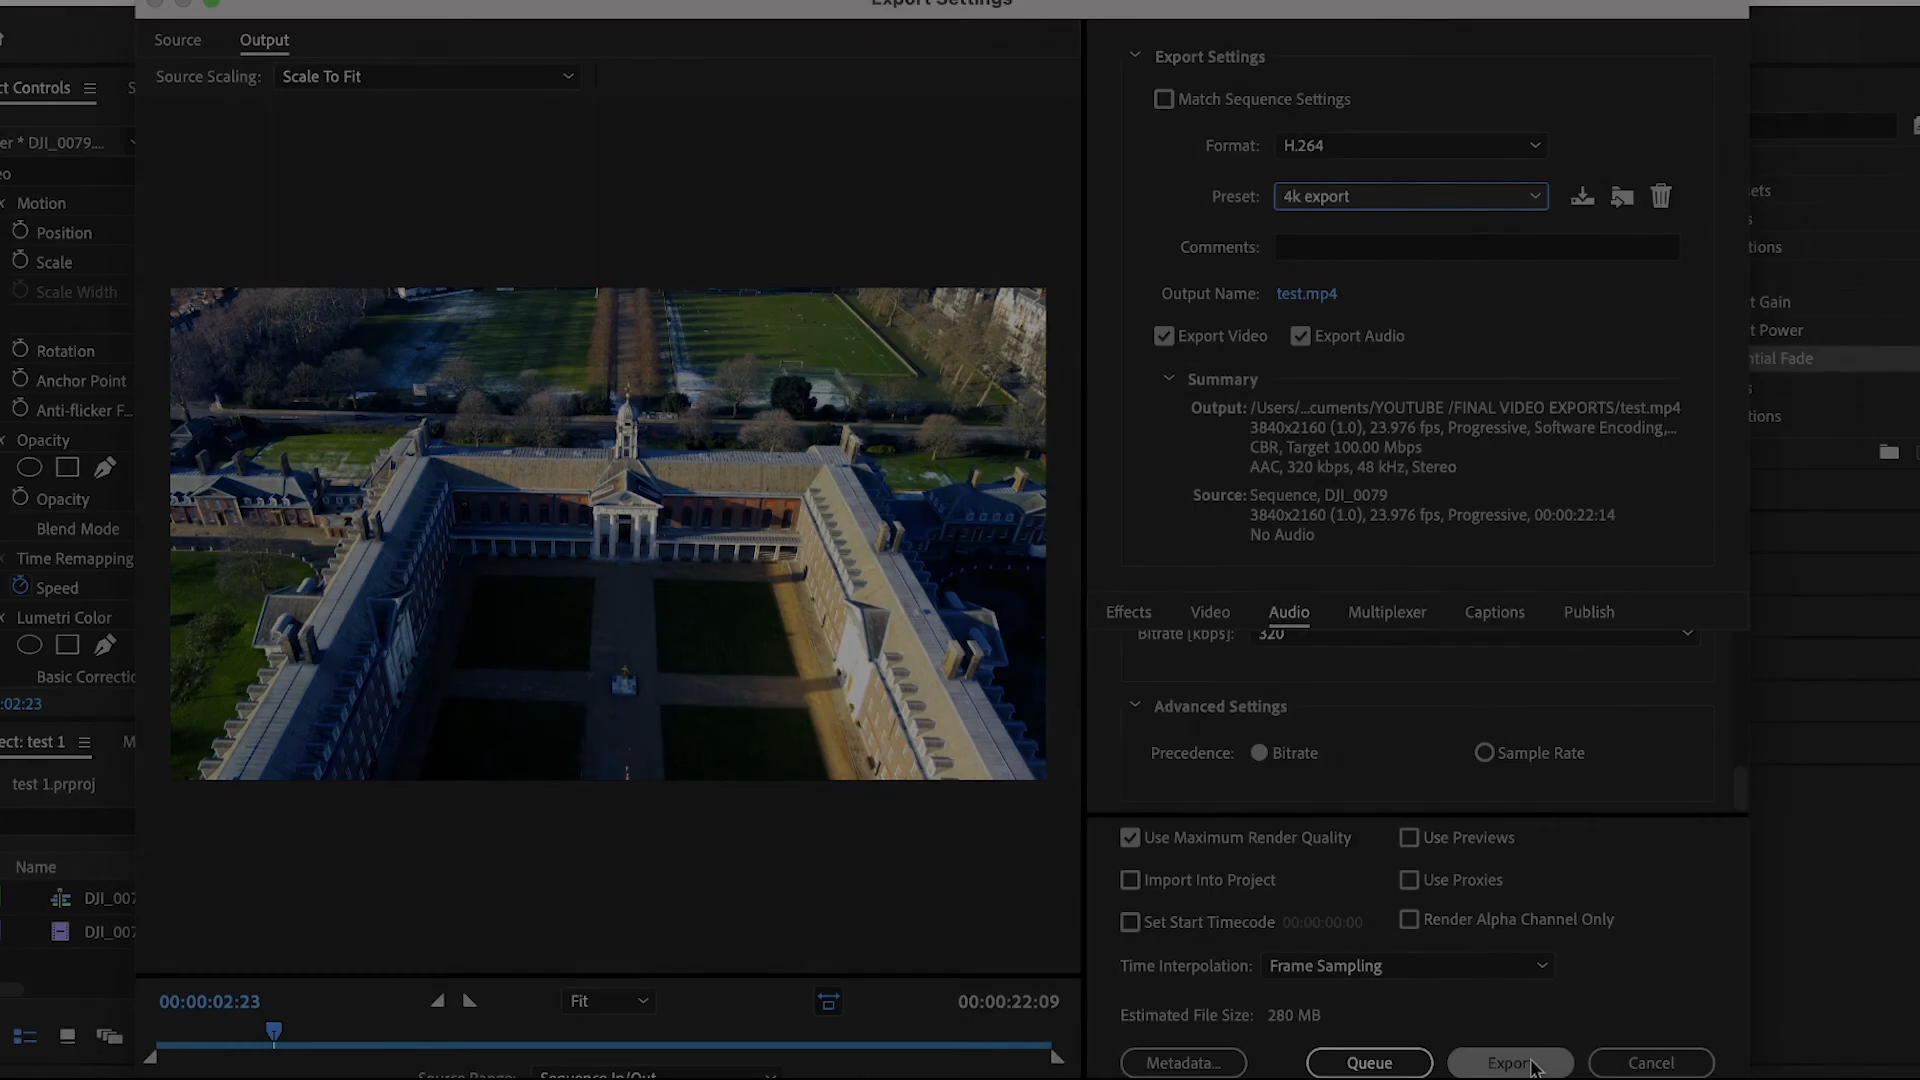 Export Settings
Source
Output
Source Scaling:
Scale To Fit
ct Controls
er * DJI_0079....
eo
Motion
Position
Scale
Scale Width
Rotation
Anchor Point
Anti-flicker F...
Opacity
Opacity
Blend Mode
Time Remapping
Speed
Lumetri Color
Basic Correctio
:02:23
ect: test 1
M
test 1.prproj
Name
DJI_007
DJI_007
00:00:02:23
Fit
00:00:22:09
Source Range:
Sequence In/Out
Export Settings
Match Sequence Settings
Format:
H.264
Preset:
4k export
Comments:
Output Name:
test.mp4
Export Video
Export Audio
Summary
Output: /Users/...cuments/YOUTUBE /FINAL VIDEO EXPORTS/test.mp4
3840x2160 (1.0), 23.976 fps, Progressive, Software Encoding,...
CBR, Target 100.00 Mbps
AAC, 320 kbps, 48 kHz, Stereo
Source: Sequence, DJI_0079
3840x2160 (1.0), 23.976 fps, Progressive, 00:00:22:14
No Audio
Effects
Video
Audio
Multiplexer
Captions
Publish
Bitrate [kbps]:
320
Advanced Settings
Precedence:
Bitrate
Sample Rate
Use Maximum Render Quality
Use Previews
Import Into Project
Use Proxies
Set Start Timecode 00:00:00:00
Render Alpha Channel Only
Time Interpolation:
Frame Sampling
Estimated File Size: 280 MB
Metadata...
Queue
Export
Cancel
ets
s
tions
t Gain
t Power
ntial Fade
s
tions